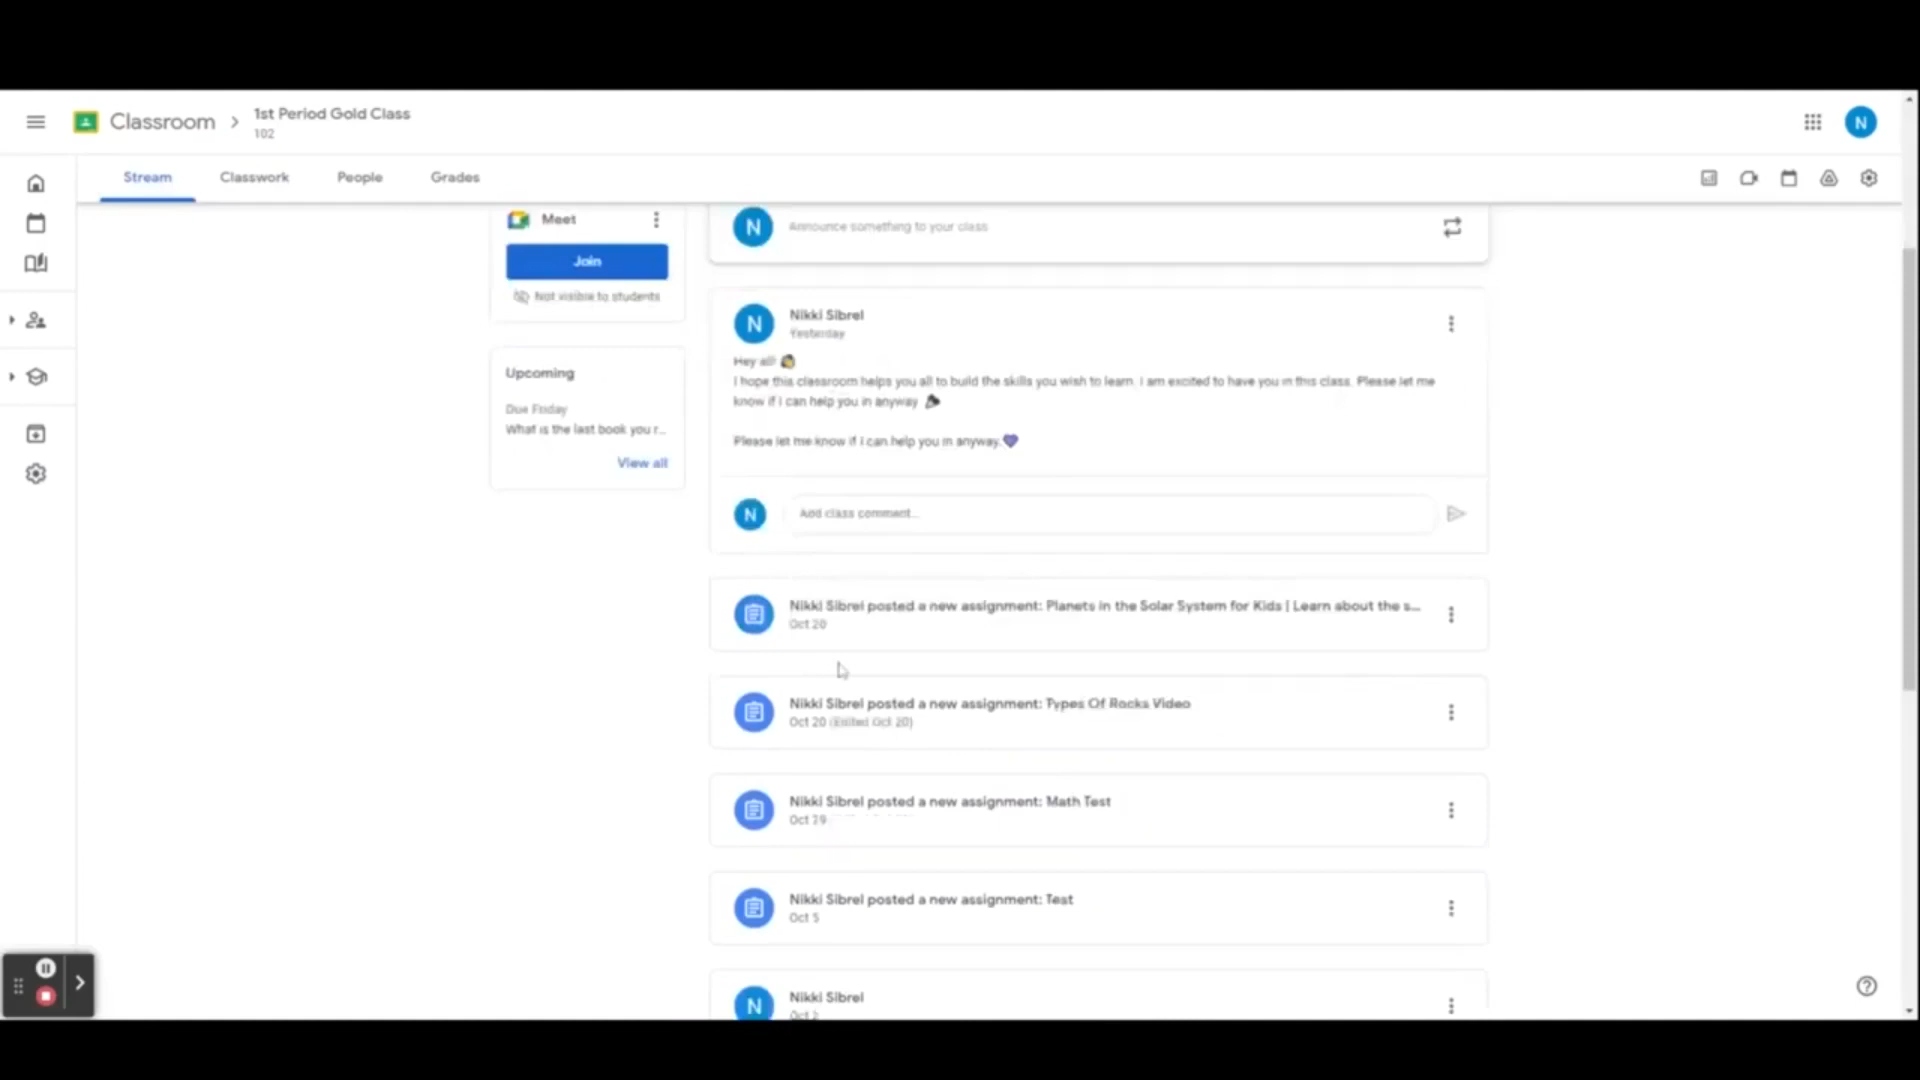 Classroom
1st Period Gold Class
102
N
Stream
Classwork
People
Grades
Meet
Join
Not visible to students
Upcoming
Due Friday
What is the last book you r...
View all
N
Announce something to your class
N
Nikki Sibrel
Yesterday
Hey all!
I hope this classroom helps you all to build the skills you wish to learn. I am excited to have you in this class. Please let me
know if I can help you in anyway
Please let me know if I can help you in anyway.
N
Add class comment...
Nikki Sibrel posted a new assignment: Planets in the Solar System for Kids | Learn about the s...
Oct 20
Nikki Sibrel posted a new assignment: Types Of Rocks Video
Oct 20 (Edited Oct 20)
Nikki Sibrel posted a new assignment: Math Test
Oct 19
Nikki Sibrel posted a new assignment: Test
Oct 5
N
Nikki Sibrel
Oct